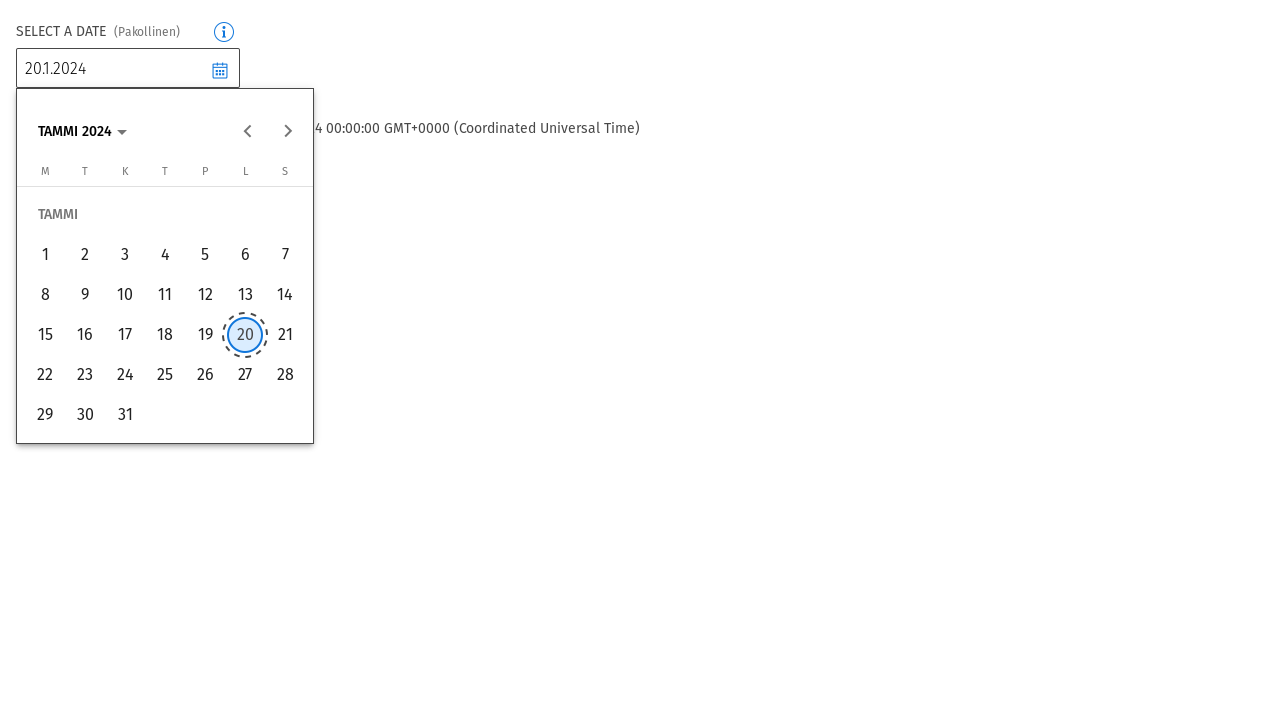 SELECT A DATE (Pakollinen)
20.1.2024
TAMMI 2024
4 00:00:00 GMT+0000 (Coordinated Universal Time)
M T K T P L S
TAMMI
1 2 3 4 5 6 7
8 9 10 11 12 13 14
15 16 17 18 19 20 21
22 23 24 25 26 27 28
29 30 31